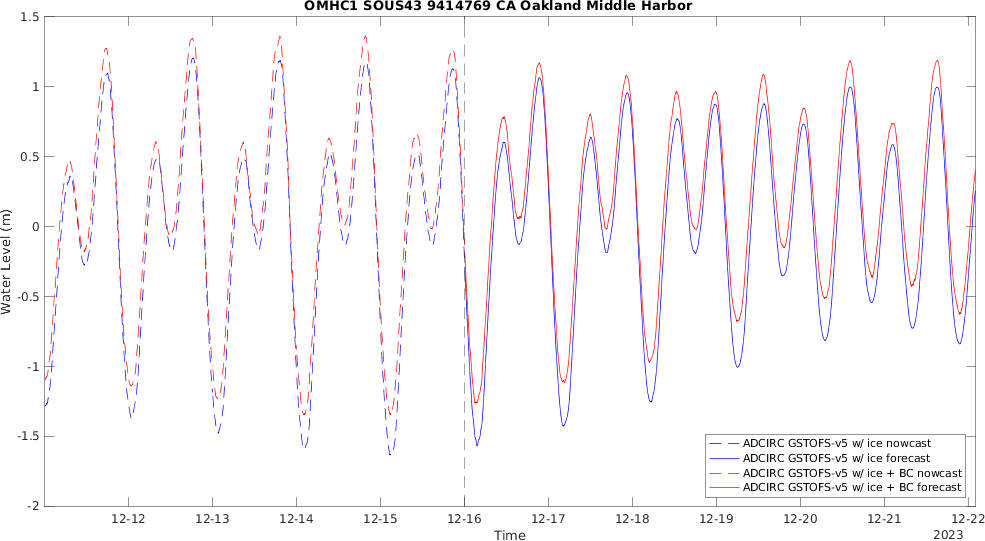 OMHC1 SOUS43 9414769 CA Oakland Middle Harbor
1.5
1
0.5
0
-0.5
-1
-1.5
-2
Water Level (m)
12-12 12-13 12-14 12-15 12-16 12-17 12-18 12-19 12-20 12-21 12-22
Time
2023
ADCIRC GSTOFS-v5 w/ ice nowcast
ADCIRC GSTOFS-v5 w/ ice forecast
ADCIRC GSTOFS-v5 w/ ice + BC nowcast
ADCIRC GSTOFS-v5 w/ ice + BC forecast